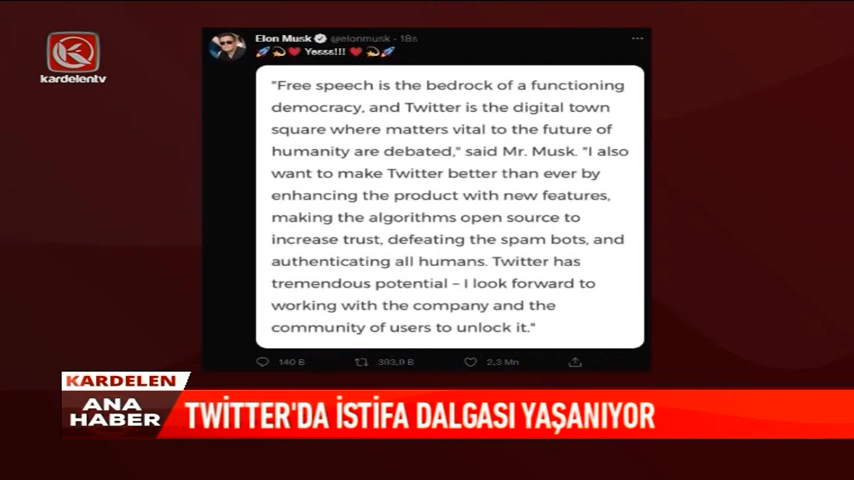 kardelentv
Elon Musk @elonmusk · 18s
Yesss!!!
"Free speech is the bedrock of a functioning
democracy, and Twitter is the digital town
square where matters vital to the future of
humanity are debated," said Mr. Musk. "I also
want to make Twitter better than ever by
enhancing the product with new features,
making the algorithms open source to
increase trust, defeating the spam bots, and
authenticating all humans. Twitter has
tremendous potential – I look forward to
working with the company and the
community of users to unlock it."
140 B 393,9 B 2,3 Mn
KARDELEN
ANA
HABER
TWİTTER'DA İSTİFA DALGASI YAŞANIYOR